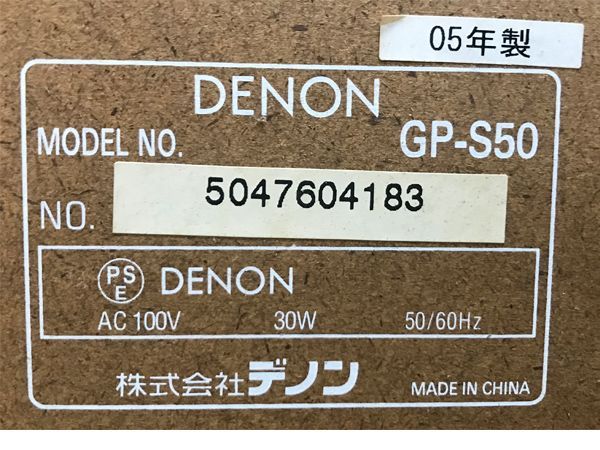 05年製
DENON
MODEL NO. GP-S50
NO. 5047604183
PSE DENON
AC 100V 30W 50/60Hz
株式会社デノン MADE IN CHINA